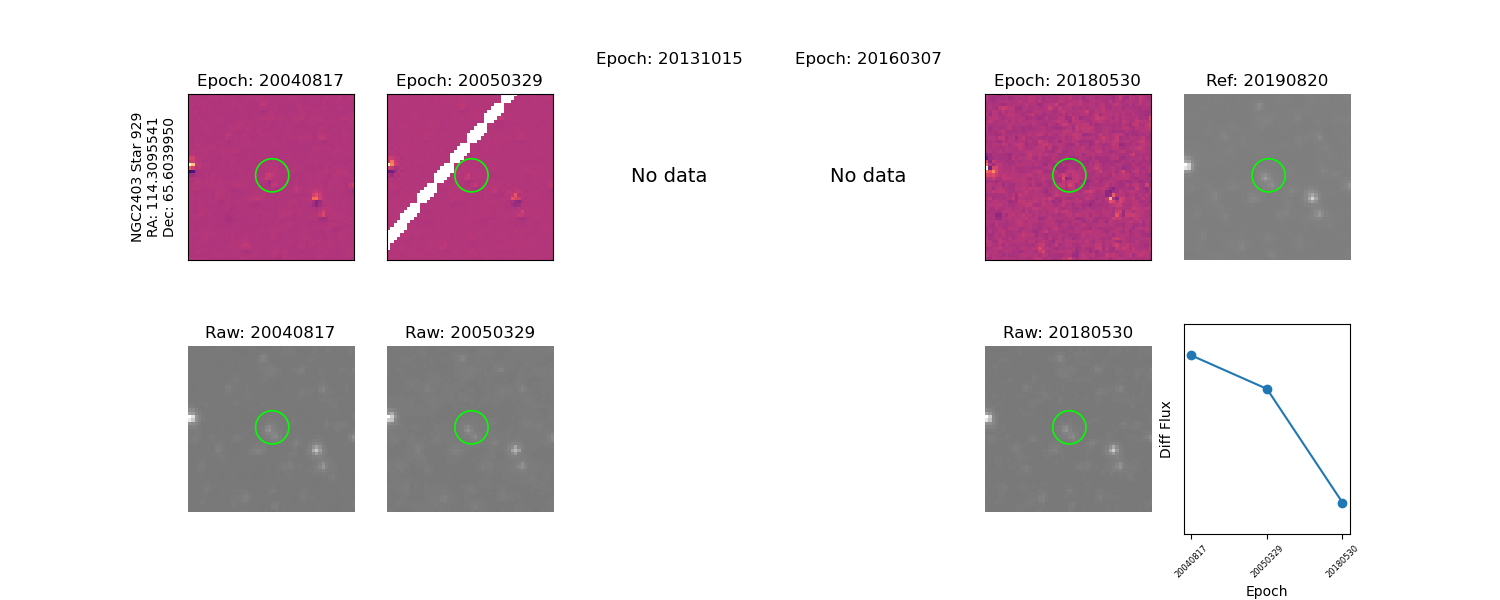 Epoch: 20131015
Epoch: 20160307
Epoch: 20040817
Epoch: 20050329
Epoch: 20180530
Ref: 20190820
NGC2403 Star 929
RA: 114.3095541
Dec: 65.6039950
No data
No data
Raw: 20040817
Raw: 20050329
Raw: 20180530
Diff Flux
20040817
20050329
20180530
Epoch